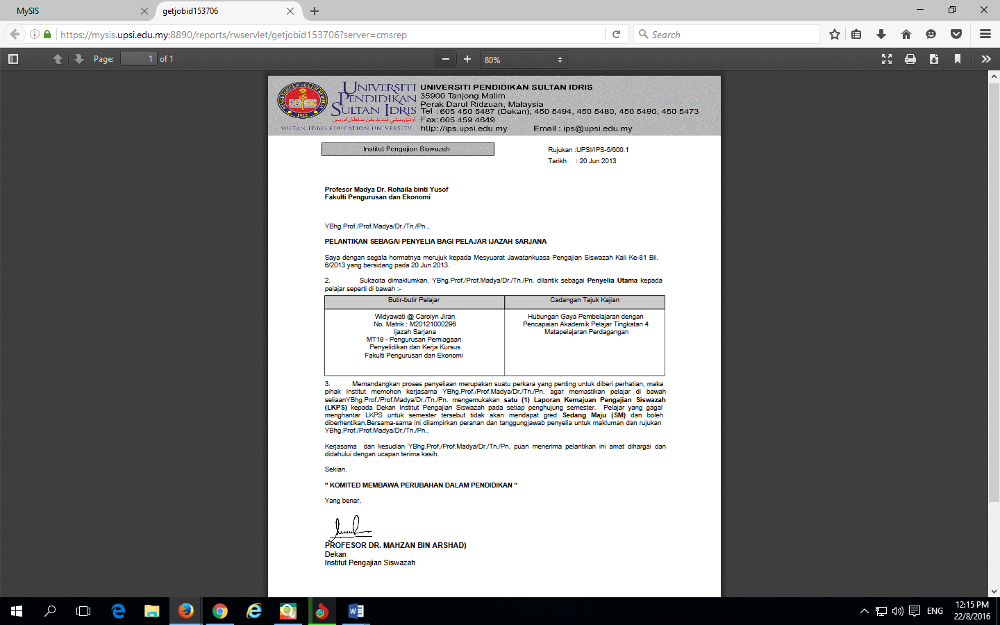 MySIS
getjobid153706
https://mysis.upsi.edu.my:8890/reports/rwservlet/getjobid153706?server=cmsrep
Search
Page: 1 of 1
80%
UNIVERSITI PENDIDIKAN SULTAN IDRIS
SULTAN IDRIS EDUCATION UNIVERSITY
UNIVERSITI PENDIDIKAN SULTAN IDRIS
35900 Tanjong Malim
Perak Darul Ridzuan, Malaysia
Tel : 605 450 5487 (Dekan), 450 5494, 450 5480, 450 5490, 450 5473
Fax: 605 459 4649
http://ips.upsi.edu.my Email : ips@upsi.edu.my
Institut Pengajian Siswazah
Rujukan :UPSI/IPS-5/600.1
Tarikh : 20 Jun 2013
Profesor Madya Dr. Rohaila binti Yusof
Fakulti Pengurusan dan Ekonomi
YBhg.Prof./Prof.Madya/Dr./Tn./Pn.,
PELANTIKAN SEBAGAI PENYELIA BAGI PELAJAR IJAZAH SARJANA
Saya dengan segala hormatnya merujuk kepada Mesyuarat Jawatankuasa Pengajian Siswazah Kali Ke-81 Bil.
6/2013 yang bersidang pada 20 Jun 2013.
2. Sukacita dimaklumkan, YBhg.Prof./Prof.Madya/Dr./Tn./Pn. dilantik sebagai Penyelia Utama kepada
pelajar seperti di bawah :-
Butir-butir Pelajar
Widyawati @ Carolyn Jiran
No. Matrik : M20121000296
Ijazah Sarjana
MT19 - Pengurusan Perniagaan
Penyelidikan dan Kerja Kursus
Fakulti Pengurusan dan Ekonomi
Cadangan Tajuk Kajian
Hubungan Gaya Pembelajaran dengan
Pencapaian Akademik Pelajar Tingkatan 4
Matapelajaran Perdagangan
3. Memandangkan proses penyeliaan merupakan suatu perkara yang penting untuk diberi perhatian, maka
pihak Institut memohon kerjasama YBhg.Prof./Prof.Madya/Dr./Tn./Pn. agar memastikan pelajar di bawah
seliaanYBhg.Prof./Prof.Madya/Dr./Tn./Pn. mengemukakan satu (1) Laporan Kemajuan Pengajian Siswazah
(LKPS) kepada Dekan Institut Pengajian Siswazah pada setiap penghujung semester. Pelajar yang gagal
menghantar LKPS untuk semester tersebut tidak akan mendapat gred Sedang Maju (SM) dan boleh
diberhentikan.Bersama-sama ini dilampirkan peranan dan tanggungjawab penyelia untuk makluman dan rujukan
YBhg.Prof./Prof.Madya/Dr./Tn./Pn..
Kerjasama dan kesudian YBhg.Prof./Prof.Madya/Dr./Tn./Pn. puan menerima pelantikan ini amat dihargai dan
didahului dengan ucapan terima kasih.
Sekian.
" KOMITED MEMBAWA PERUBAHAN DALAM PENDIDIKAN "
Yang benar,
PROFESOR DR. MAHZAN BIN ARSHAD)
Dekan
Institut Pengajian Siswazah
ENG
12:15 PM
22/8/2016